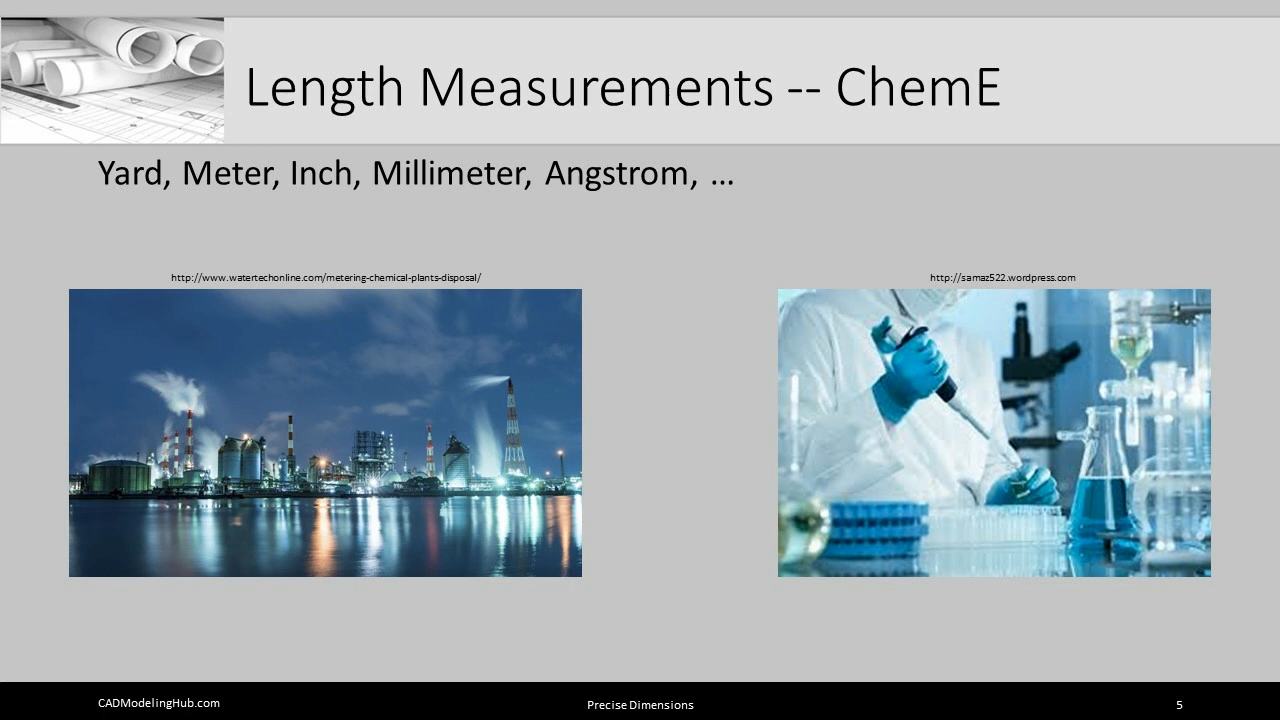 Length Measurements -- ChemE
Yard, Meter, Inch, Millimeter, Angstrom, …
http://www.watertechonline.com/metering-chemical-plants-disposal/
http://samaz522.wordpress.com
CADModelingHub.com
Precise Dimensions
5